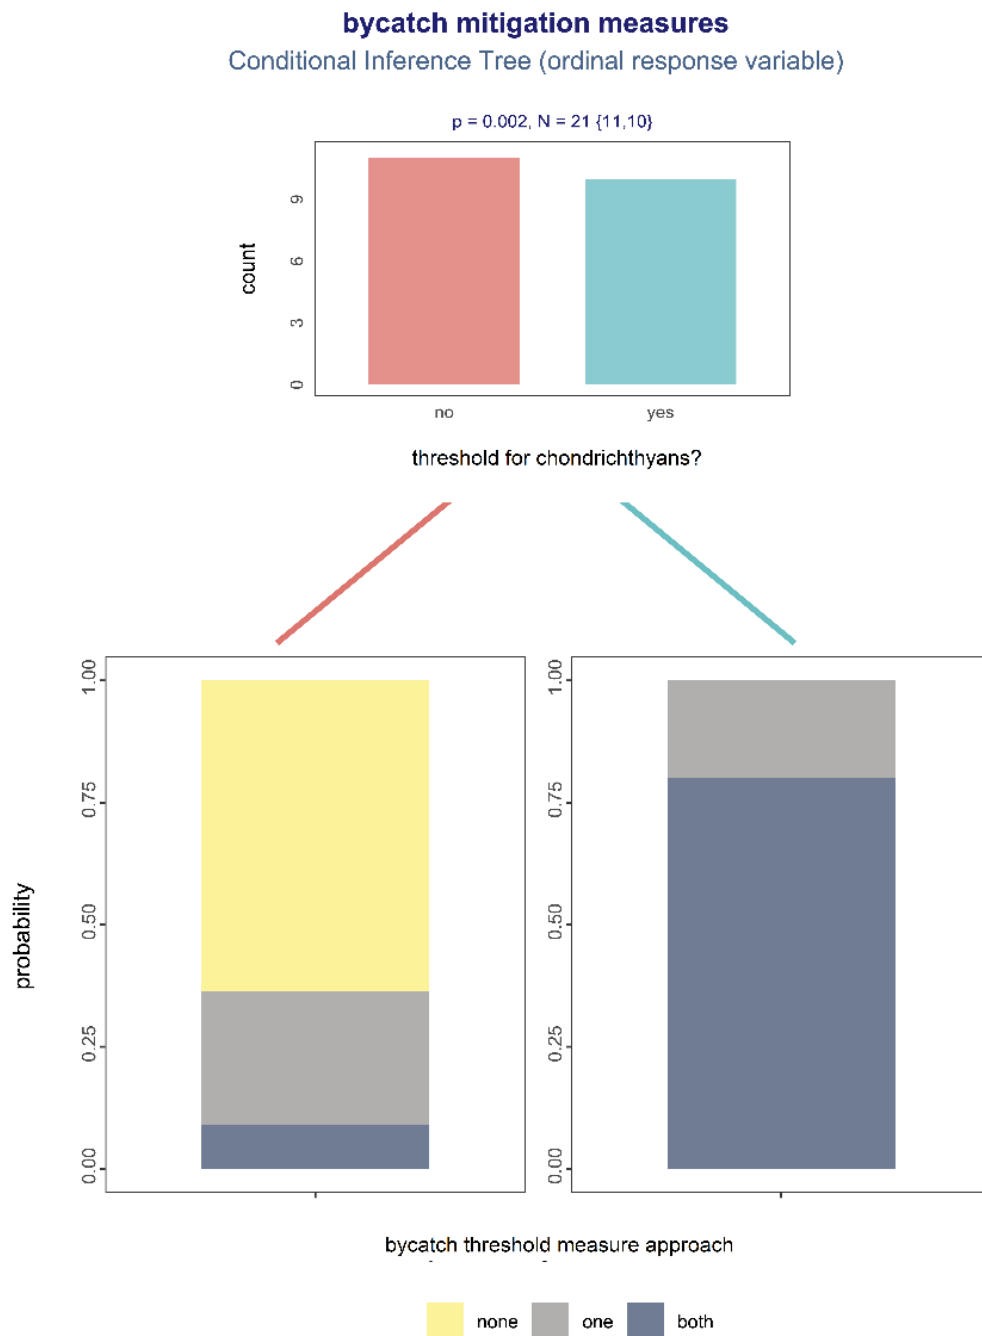 bycatch mitigation measures
Conditional Inference Tree (ordinal response variable)
p = 0.002, N = 21 {11,10}
count
9
6
3
0
no yes
threshold for chondrichthyans?
probability
1.00
0.75
0.50
0.25
0.00
1.00
0.75
0.50
0.25
0.00
bycatch threshold measure approach
none one both